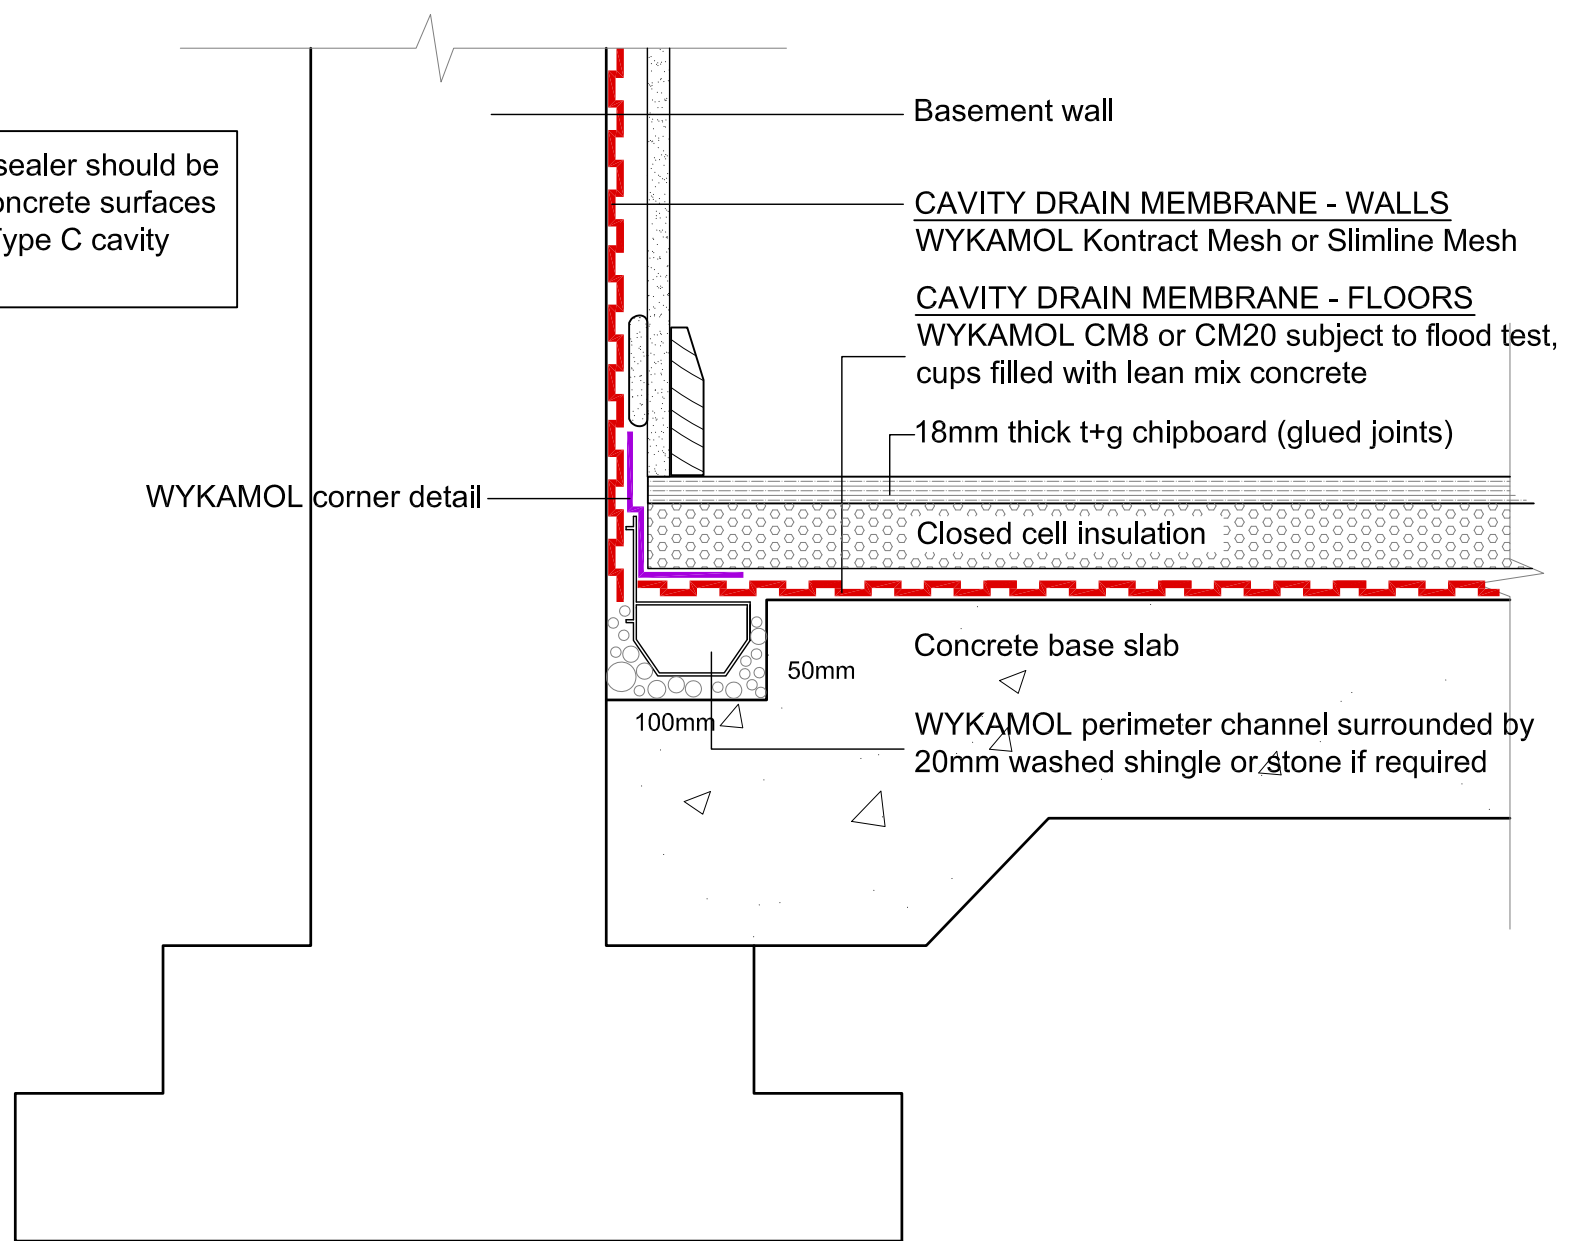 sealer should be
oncrete surfaces
Type C cavity
Basement wall
CAVITY DRAIN MEMBRANE - WALLS
WYKAMOL Kontract Mesh or Slimline Mesh
CAVITY DRAIN MEMBRANE - FLOORS
WYKAMOL CM8 or CM20 subject to flood test,
cups filled with lean mix concrete
18mm thick t+g chipboard (glued joints)
WYKAMOL corner detail
Closed cell insulation
Concrete base slab
50mm
100mm
WYKAMOL perimeter channel surrounded by
20mm washed shingle or stone if required